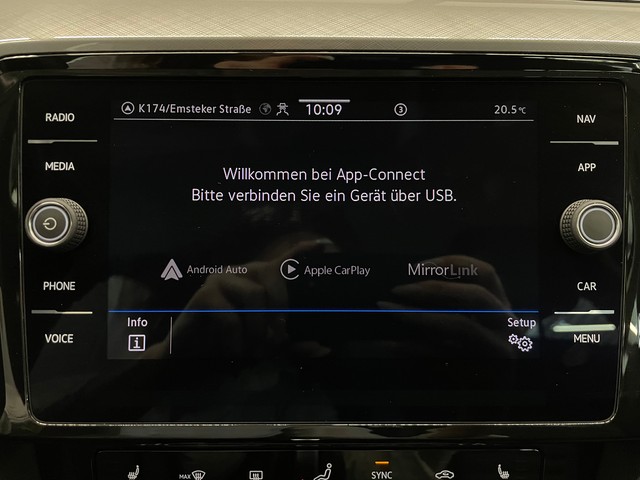 RADIO
MEDIA
PHONE
VOICE
K174/Emsteker Straße 10:09 3 20.5°C
Willkommen bei App-Connect
Bitte verbinden Sie ein Gerät über USB.
Android Auto Apple CarPlay MirrorLink
Info Setup
i
NAV
APP
CAR
MENU
MAX SYNC